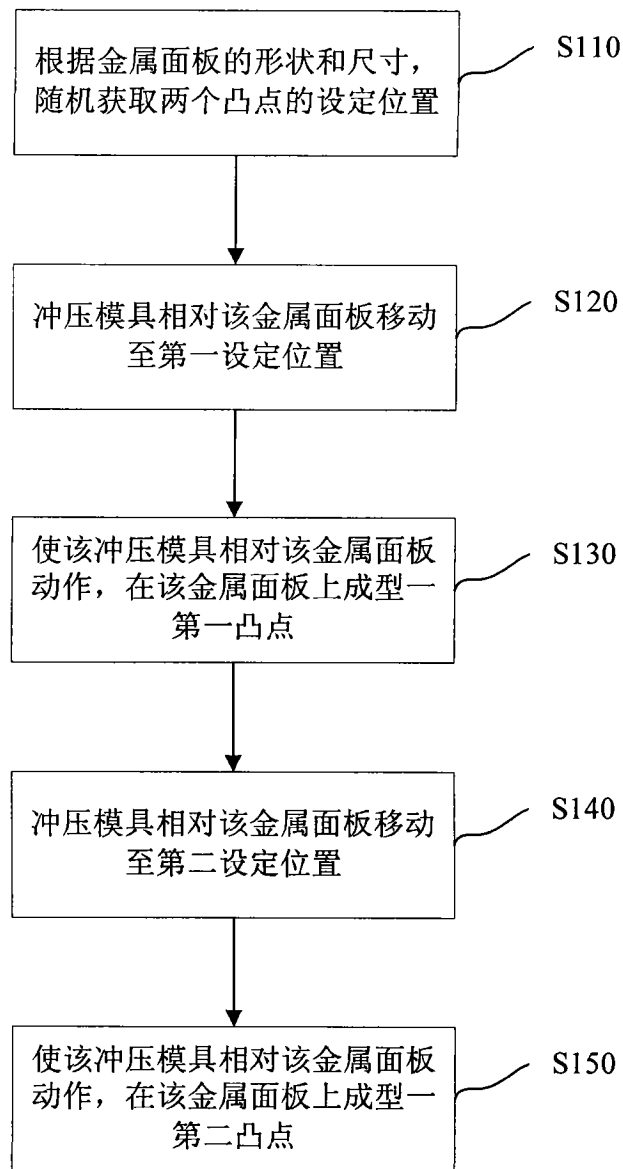 根据金属面板的形状和尺寸，
随机获取两个凸点的设定位置
S110
冲压模具相对该金属面板移动
至第一设定位置
S120
使该冲压模具相对该金属面板
动作，在该金属面板上成型一
第一凸点
S130
冲压模具相对该金属面板移动
至第二设定位置
S140
使该冲压模具相对该金属面板
动作，在该金属面板上成型一
第二凸点
S150